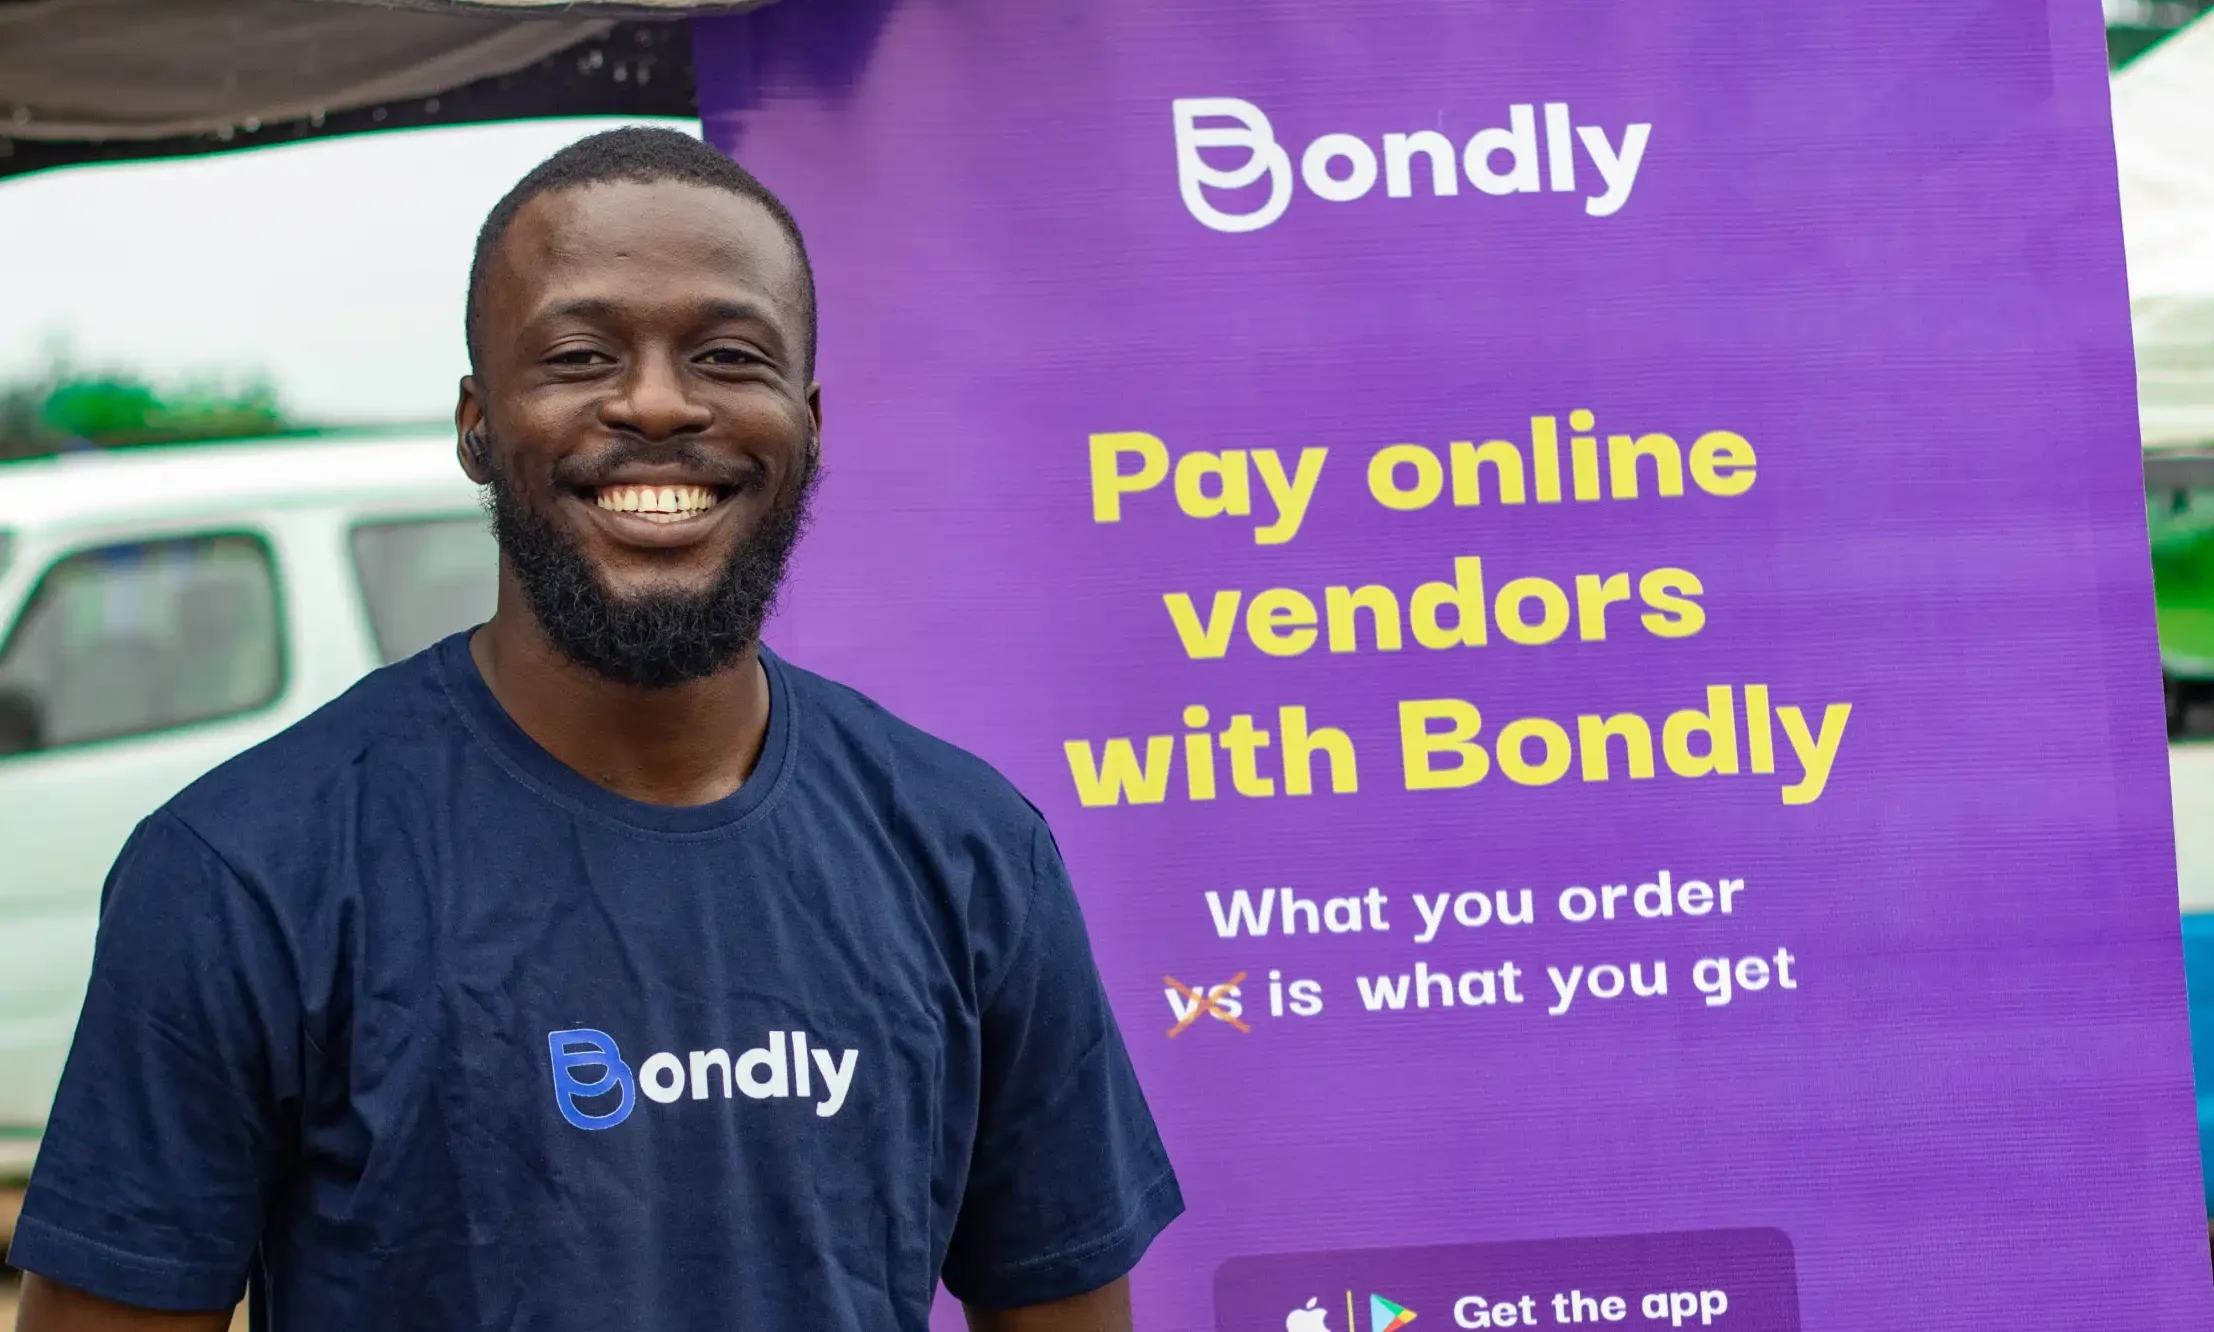 Bondly
Pay online
vendors
with Bondly
What you order
vs is what you get
Get the app
Bondly